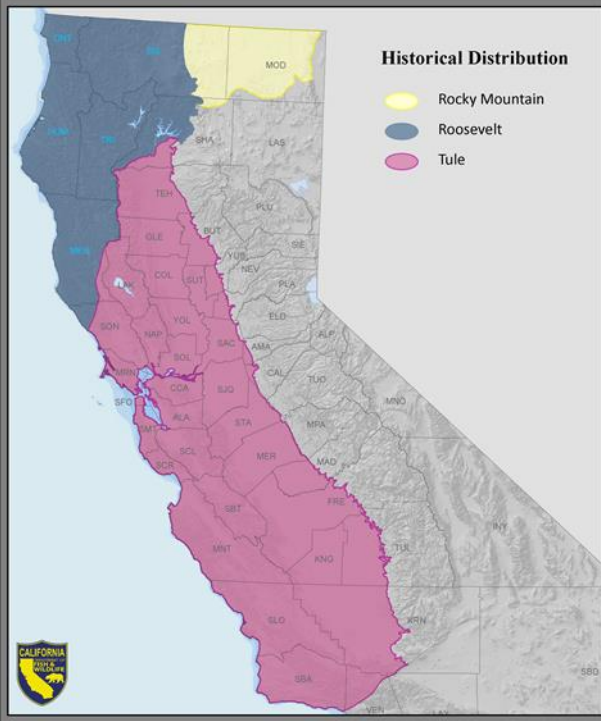 DNT
SIS
MOD
Historical Distribution
Rocky Mountain
Roosevelt
Tule
HUM
TRI
SHA
LAS
TEH
PLU
BUT
GLE
SIE
YUB
NEV
COL
SUT
PLA
MEN
ELD
SON
NAP
YOL
SAC
ALP
AMA
SOL
MRN
CAL
TUO
MNO
SFO
CCA
SJQ
ALA
STA
MPA
SMT
SCL
MER
MAD
SCR
FRE
SBT
INY
MNT
KNG
TUL
SLO
KRN
SBA
SBD
VEN
CALIFORNIA
FISH &
WILDLIFE